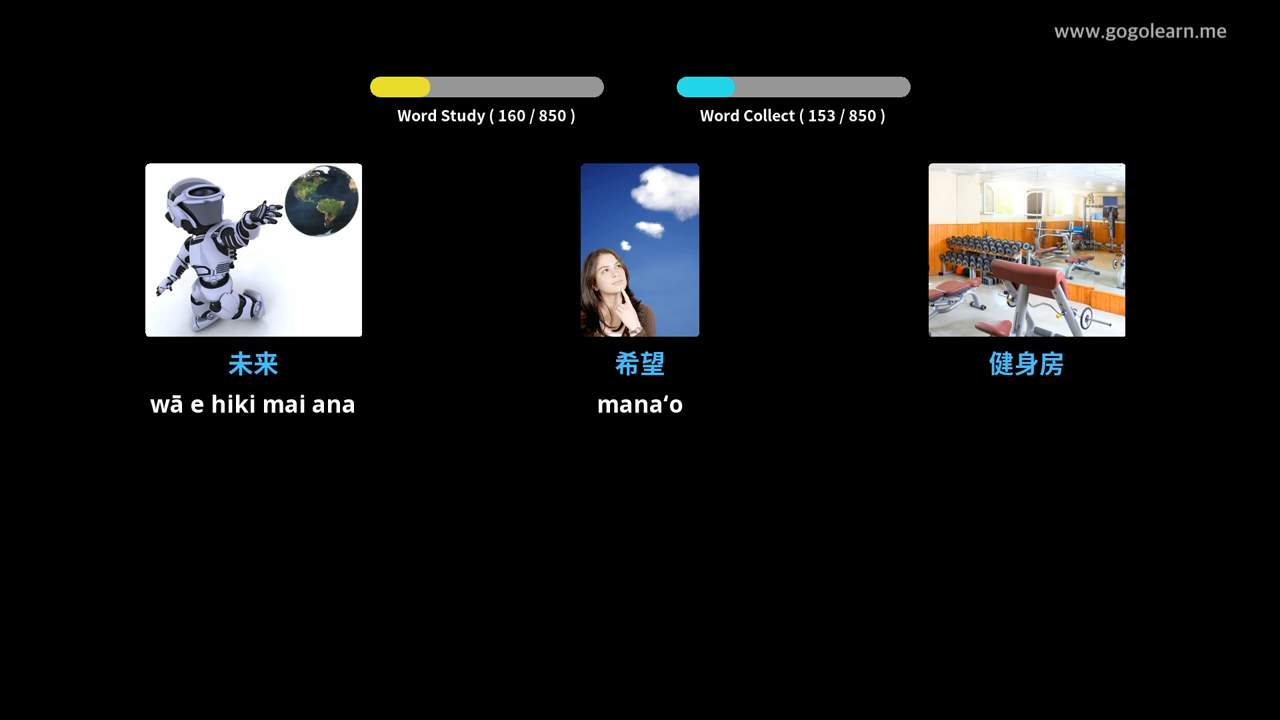 www.gogolearn.me
Word Study ( 160 / 850 )
Word Collect ( 153 / 850 )
未来
希望
健身房
wā e hiki mai ana
manaʻo